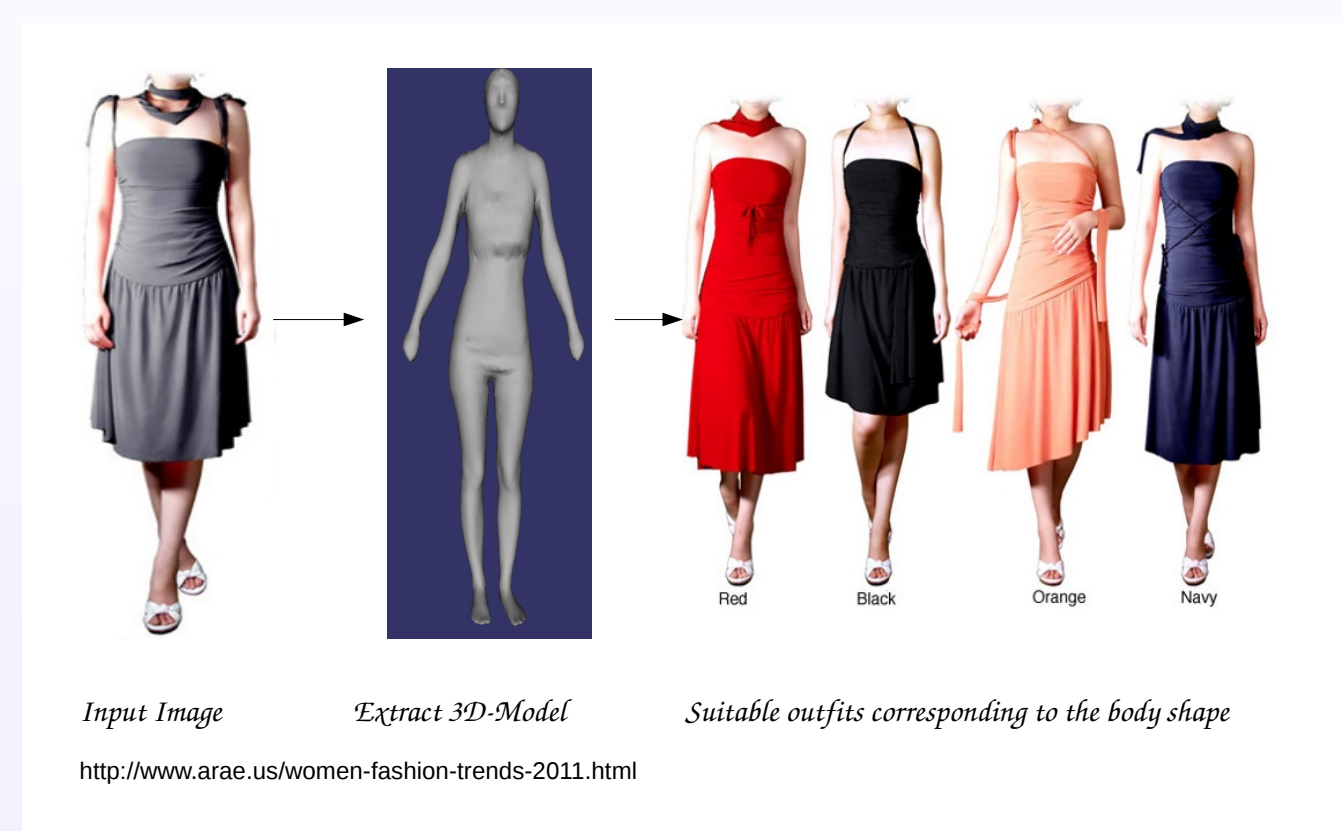 Red
Black
Orange
Navy
Input Image
Extract 3D-Model
Suitable outfits corresponding to the body shape
http://www.arae.us/women-fashion-trends-2011.html